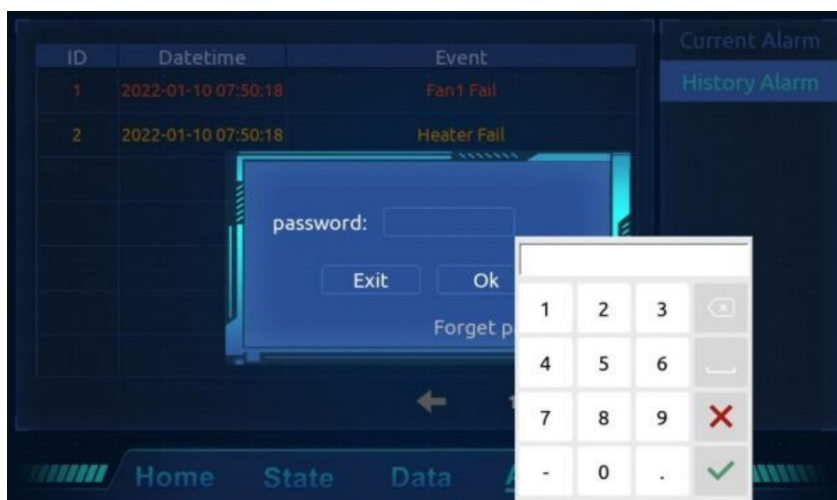 ID Datetime Event Current Alarm
1 2022-01-10 07:50:18 Fan1 Fail History Alarm
2 2022-01-10 07:50:18 Heater Fail
password:
Exit Ok
Forget
1 2 3
4 5 6
7 8 9
- 0 .
Home State Data